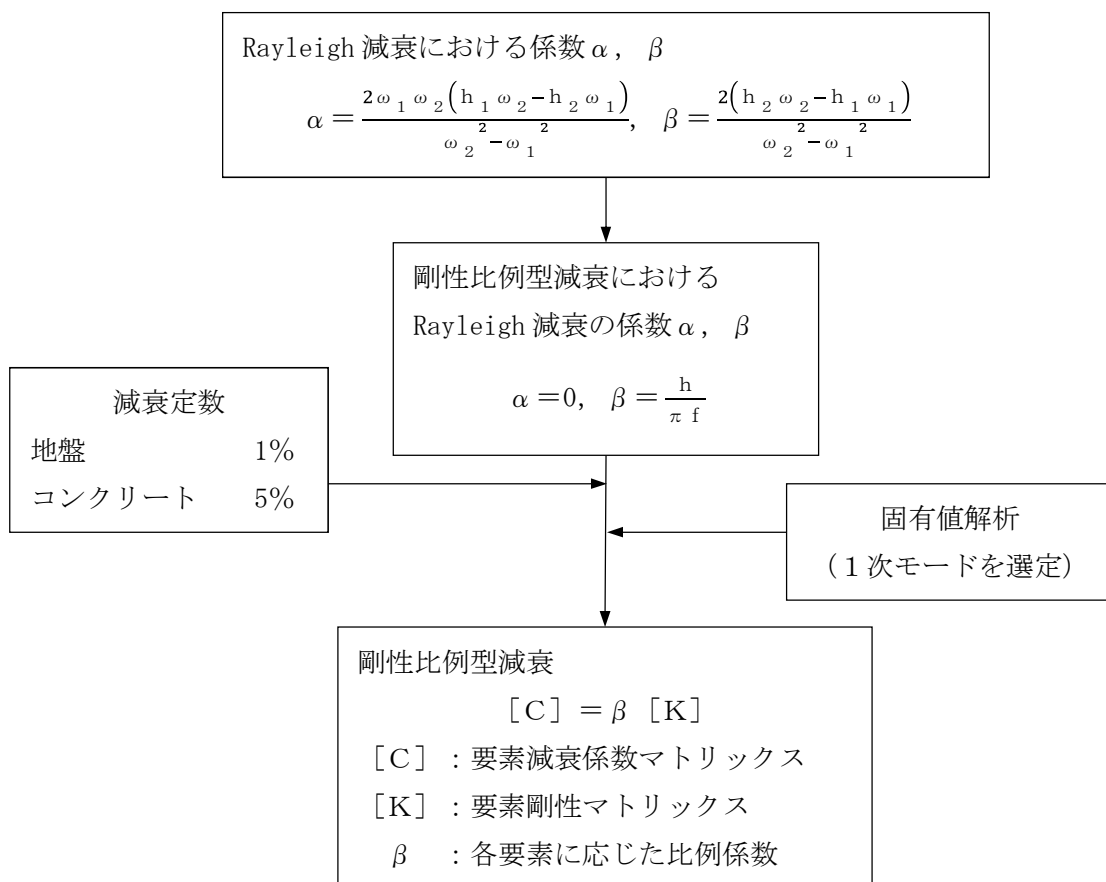 Rayleigh 減衰における係数α, β
α＝2ω₁ω₂(h₁ω₂−h₂ω₁)/(ω₂²−ω₁²), β＝2(h₂ω₂−h₁ω₁)/(ω₂²−ω₁²)
剛性比例型減衰における
Rayleigh 減衰の係数α, β
α＝0, β＝h/(πf)
減衰定数
地盤 1%
コンクリート 5%
固有値解析
（１次モードを選定）
剛性比例型減衰
［C］＝β［K］
［C］：要素減衰係数マトリックス
［K］：要素剛性マトリックス
β ：各要素に応じた比例係数